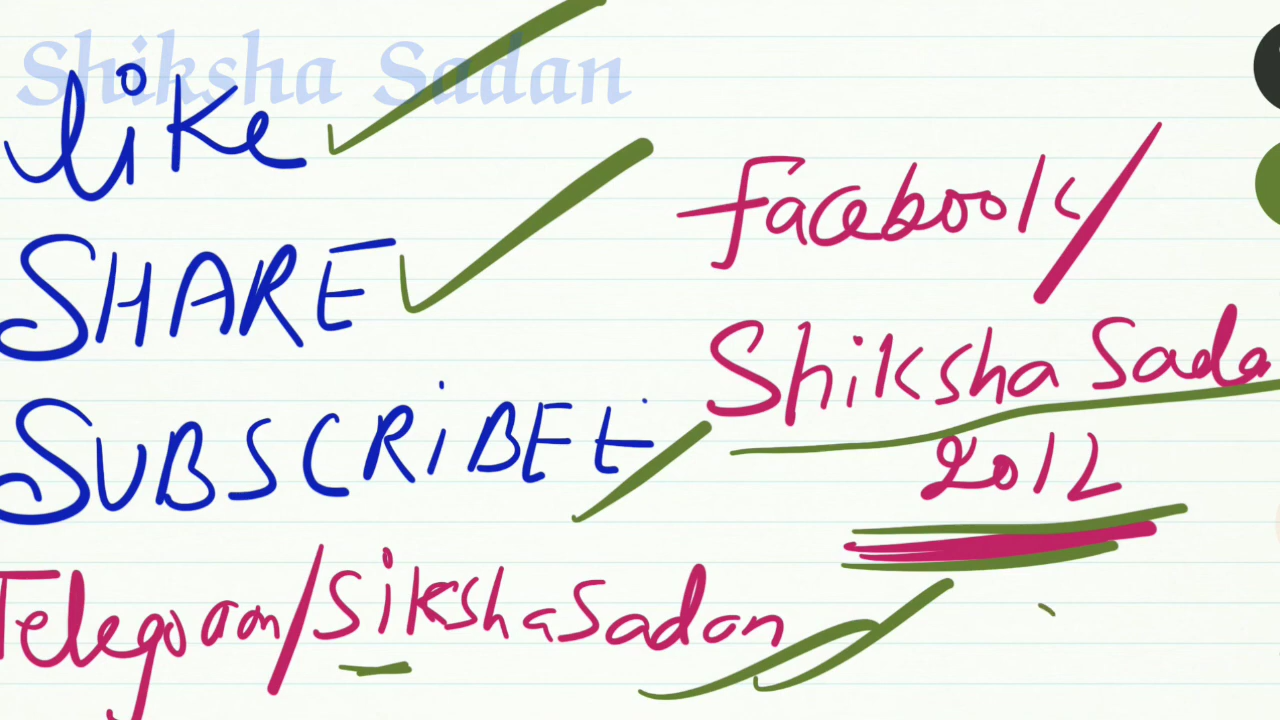 Shiksha Sadan
like
SHARE
SUBSCRIBE
Telegram/SikshaSadan
facebook/
Shiksha Sada
2012